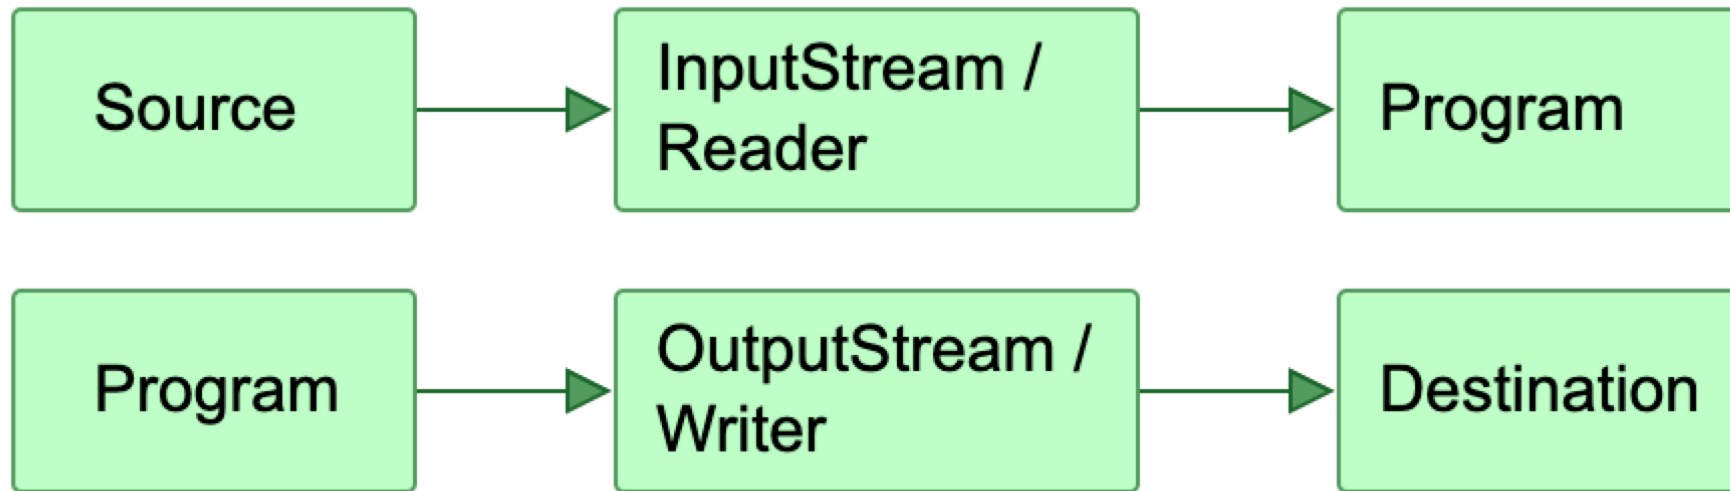 Source
InputStream /
Reader
Program
Program
OutputStream /
Writer
Destination